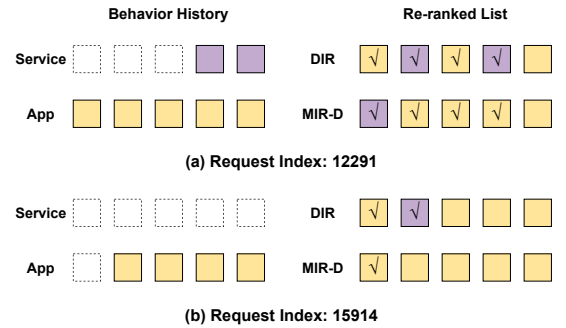 Behavior History Re-ranked List
Service DIR √ √ √ √
App MIR-D √ √ √ √
(a) Request Index: 12291
Service DIR √ √
App MIR-D √
(b) Request Index: 15914